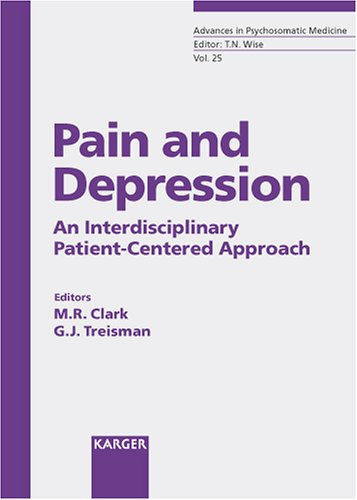 Advances in Psychosomatic Medicine
Editor: T.N. Wise
Vol. 25
Pain and
Depression
An Interdisciplinary
Patient-Centered Approach
Editors
M.R. Clark
G.J. Treisman
KARGER